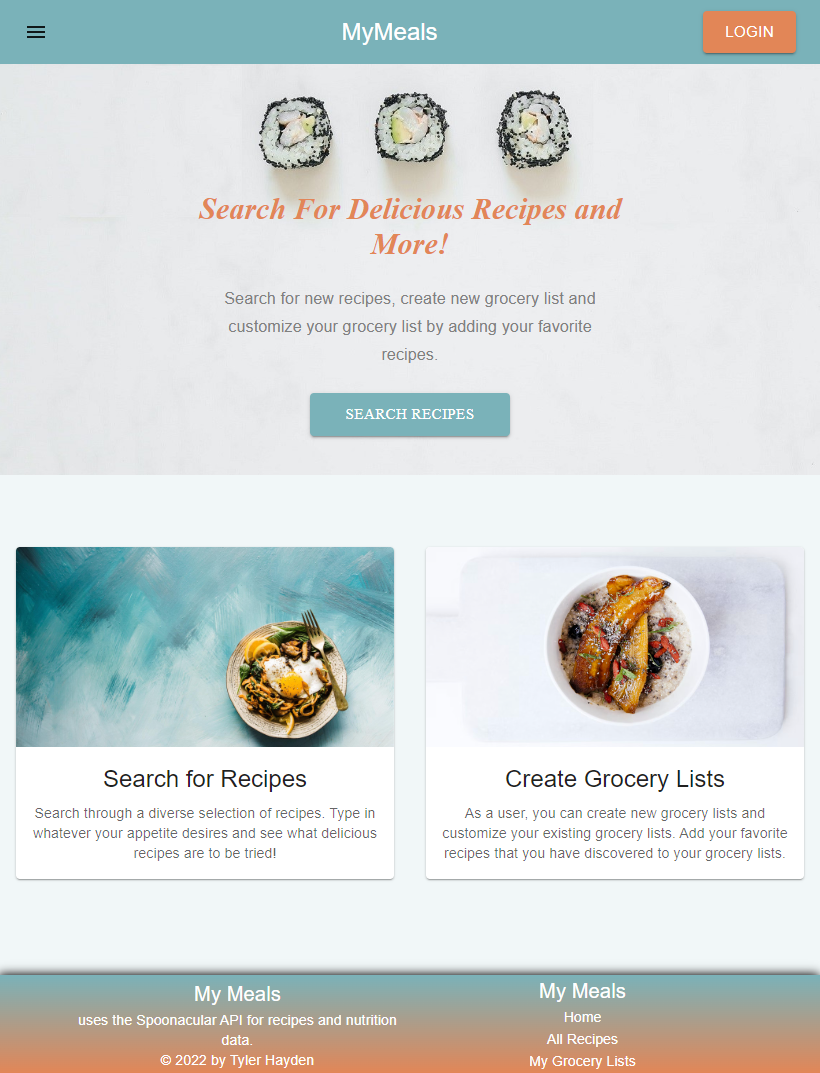 MyMeals
LOGIN
Search For Delicious Recipes and
More!
Search for new recipes, create new grocery list and
customize your grocery list by adding your favorite
recipes.
SEARCH RECIPES
Search for Recipes
Search through a diverse selection of recipes. Type in
whatever your appetite desires and see what delicious
recipes are to be tried!
Create Grocery Lists
As a user, you can create new grocery lists and
customize your existing grocery lists. Add your favorite
recipes that you have discovered to your grocery lists.
My Meals
uses the Spoonacular API for recipes and nutrition
data.
© 2022 by Tyler Hayden
My Meals
Home
All Recipes
My Grocery Lists